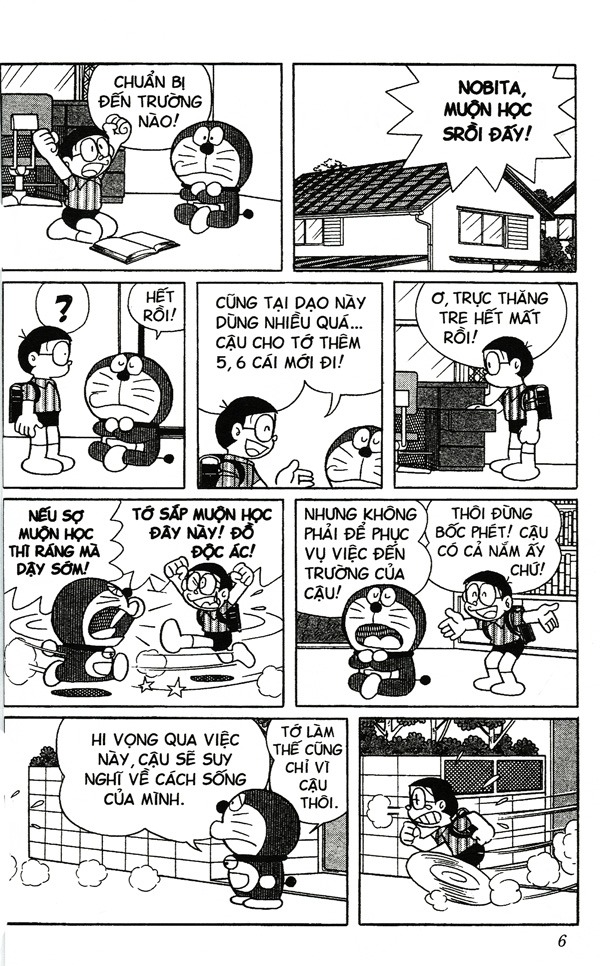 NOBITA,
MUỘN HỌC
SRỒI ĐẤY!
CHUẨN BỊ
ĐẾN TRƯỜNG
NÀO!
Ơ, TRỰC THĂNG
TRE HẾT MẤT
RỒI!
CŨNG TẠI DẠO NÀY
DÙNG NHIỀU QUÁ...
CẬU CHO TỚ THÊM
5, 6 CÁI MỚI ĐI!
HẾT
RỒI!
?
THÔI ĐỪNG
BỐC PHÉT! CẬU
CÓ CẢ NẮM ẤY
CHỨ!
NHƯNG KHÔNG
PHẢI ĐỂ PHỤC
VỤ VIỆC ĐẾN
TRƯỜNG CỦA
CẬU!
TỚ SẮP MUỘN HỌC
ĐÂY NÀY! ĐỒ
ĐỘC ÁC!
NẾU SỢ
MUỘN HỌC
THÌ RÁNG MÀ
DẬY SỚM!
TỚ LÀM
THẾ CŨNG
CHỈ VÌ
CẬU
THÔI.
HI VỌNG QUA VIỆC
NÀY, CẬU SẼ SUY
NGHĨ VỀ CÁCH SỐNG
CỦA MÌNH.
6